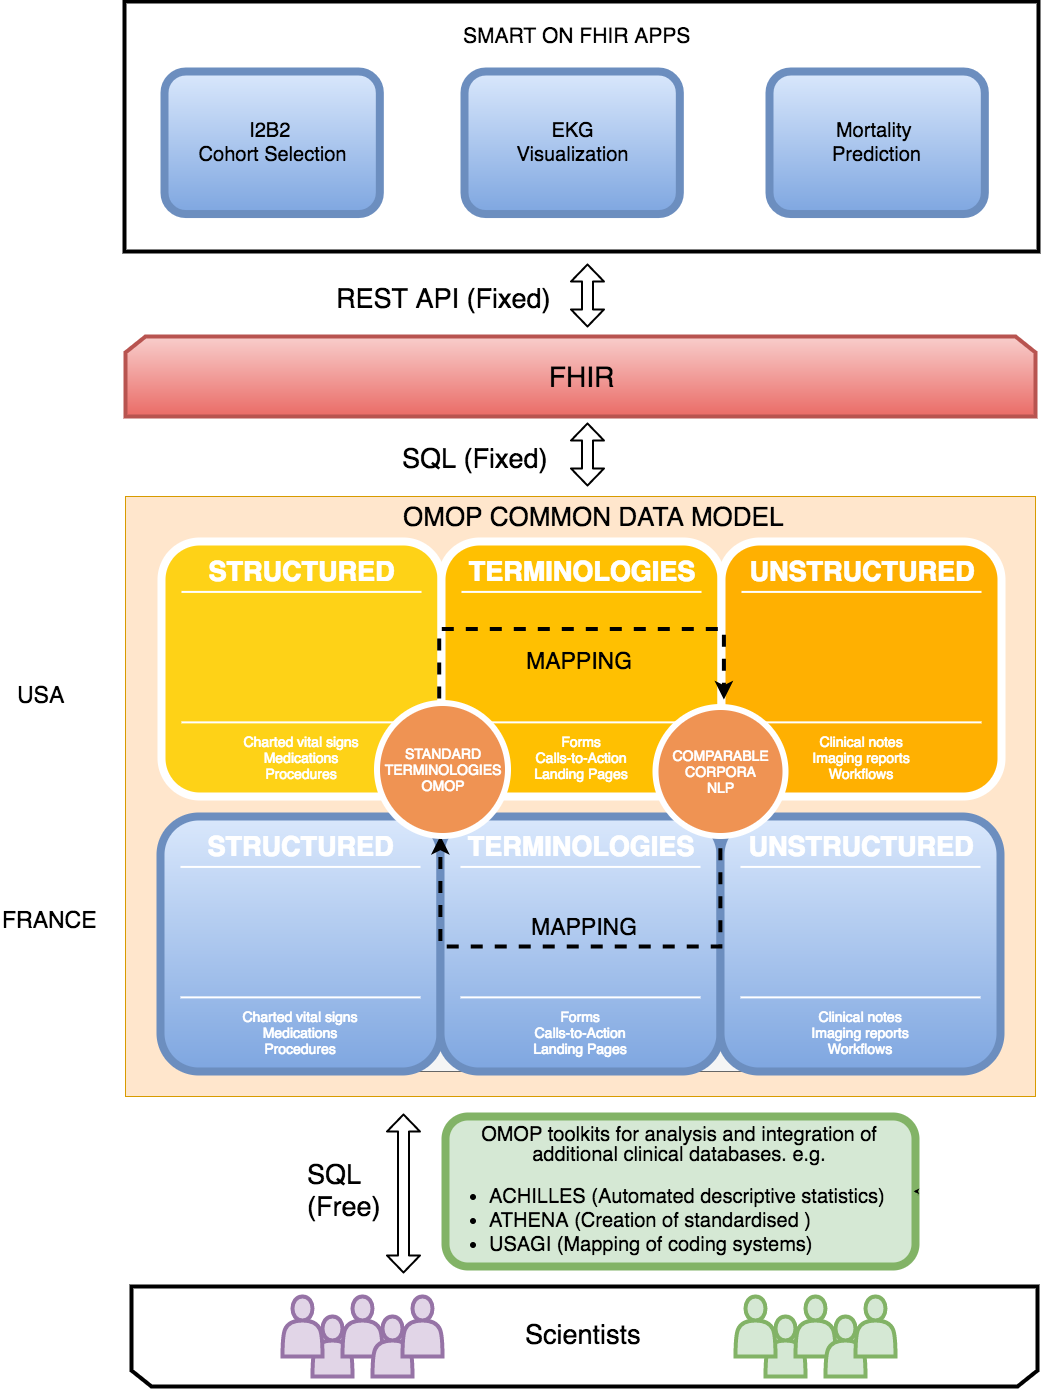 SMART ON FHIR APPS
I2B2
Cohort Selection
EKG
Visualization
Mortality
Prediction
REST API (Fixed)
FHIR
SQL (Fixed)
OMOP COMMON DATA MODEL
USA
STRUCTURED
TERMINOLOGIES
UNSTRUCTURED
MAPPING
Charted vital signs
Medications
Procedures
STANDARD
TERMINOLOGIES
OMOP
Forms
Calls-to-Action
Landing Pages
COMPARABLE
CORPORA
NLP
Clinical notes
Imaging reports
Workflows
FRANCE
STRUCTURED
TERMINOLOGIES
UNSTRUCTURED
MAPPING
Charted vital signs
Medications
Procedures
Forms
Calls-to-Action
Landing Pages
Clinical notes
Imaging reports
Workflows
SQL
(Free)
OMOP toolkits for analysis and integration of
additional clinical databases. e.g.
• ACHILLES (Automated descriptive statistics)
• ATHENA (Creation of standardised )
• USAGI (Mapping of coding systems)
Scientists